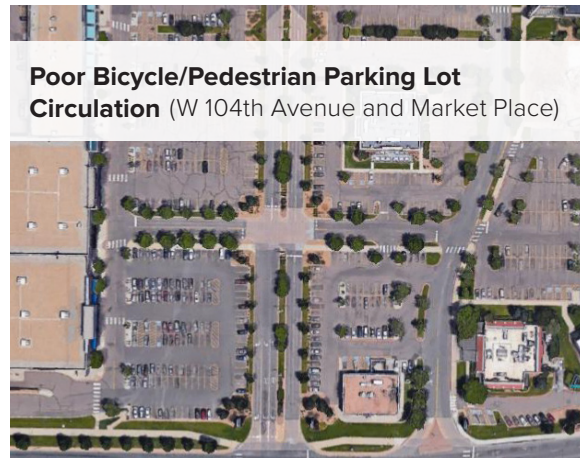 Poor Bicycle/Pedestrian Parking Lot
Circulation (W 104th Avenue and Market Place)